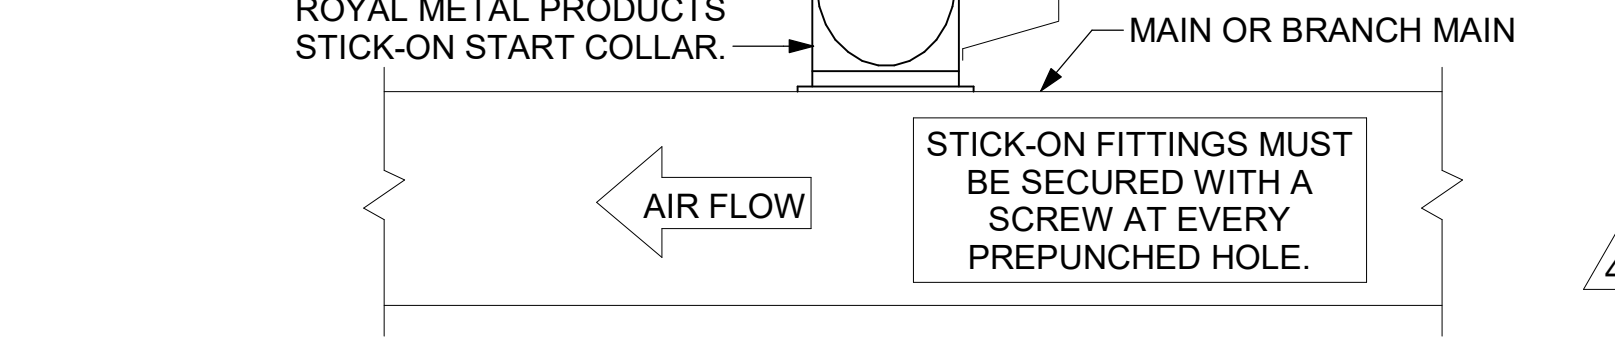 ROYAL METAL PRODUCTS
STICK-ON START COLLAR.
MAIN OR BRANCH MAIN
STICK-ON FITTINGS MUST
BE SECURED WITH A
SCREW AT EVERY
PREPUNCHED HOLE.
AIR FLOW